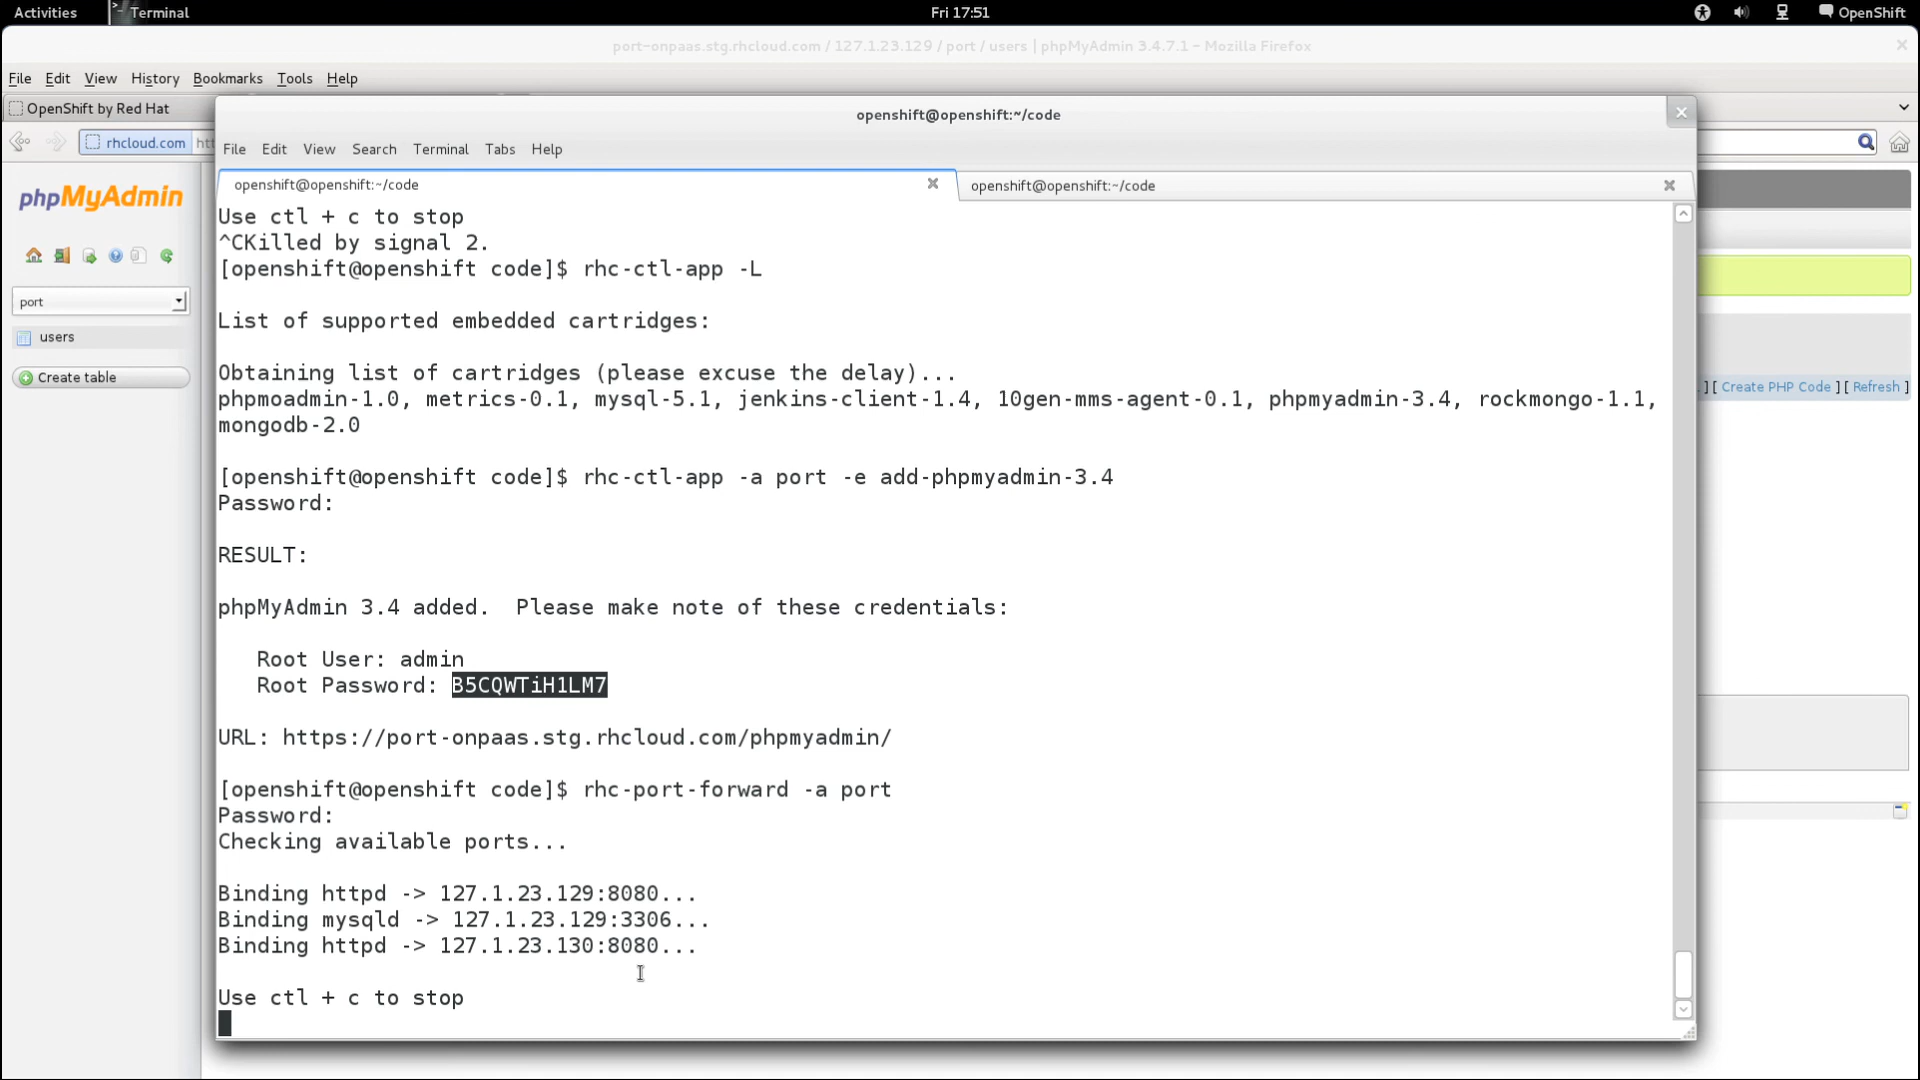 Activities
Terminal
Fri 17:51
OpenShift
port-onpaas.stg.rhcloud.com / 127.1.23.129 / port / users | phpMyAdmin 3.4.7.1 - Mozilla Firefox
File Edit View History Bookmarks Tools Help
OpenShift by Red Hat
rhcloud.com
phpMyAdmin
port
users
Create table
[ Create PHP Code ] [ Refresh ]
openshift@openshift:~/code
File Edit View Search Terminal Tabs Help
openshift@openshift:~/code
openshift@openshift:~/code
Use ctl + c to stop
^CKilled by signal 2.
[openshift@openshift code]$ rhc-ctl-app -L
List of supported embedded cartridges:
Obtaining list of cartridges (please excuse the delay)...
phpmoadmin-1.0, metrics-0.1, mysql-5.1, jenkins-client-1.4, 10gen-mms-agent-0.1, phpmyadmin-3.4, rockmongo-1.1,
mongodb-2.0
[openshift@openshift code]$ rhc-ctl-app -a port -e add-phpmyadmin-3.4
Password:
RESULT:
phpMyAdmin 3.4 added.  Please make note of these credentials:
Root User: admin
Root Password: B5CQWTiH1LM7
URL: https://port-onpaas.stg.rhcloud.com/phpmyadmin/
[openshift@openshift code]$ rhc-port-forward -a port
Password:
Checking available ports...
Binding httpd -> 127.1.23.129:8080...
Binding mysqld -> 127.1.23.129:3306...
Binding httpd -> 127.1.23.130:8080...
Use ctl + c to stop